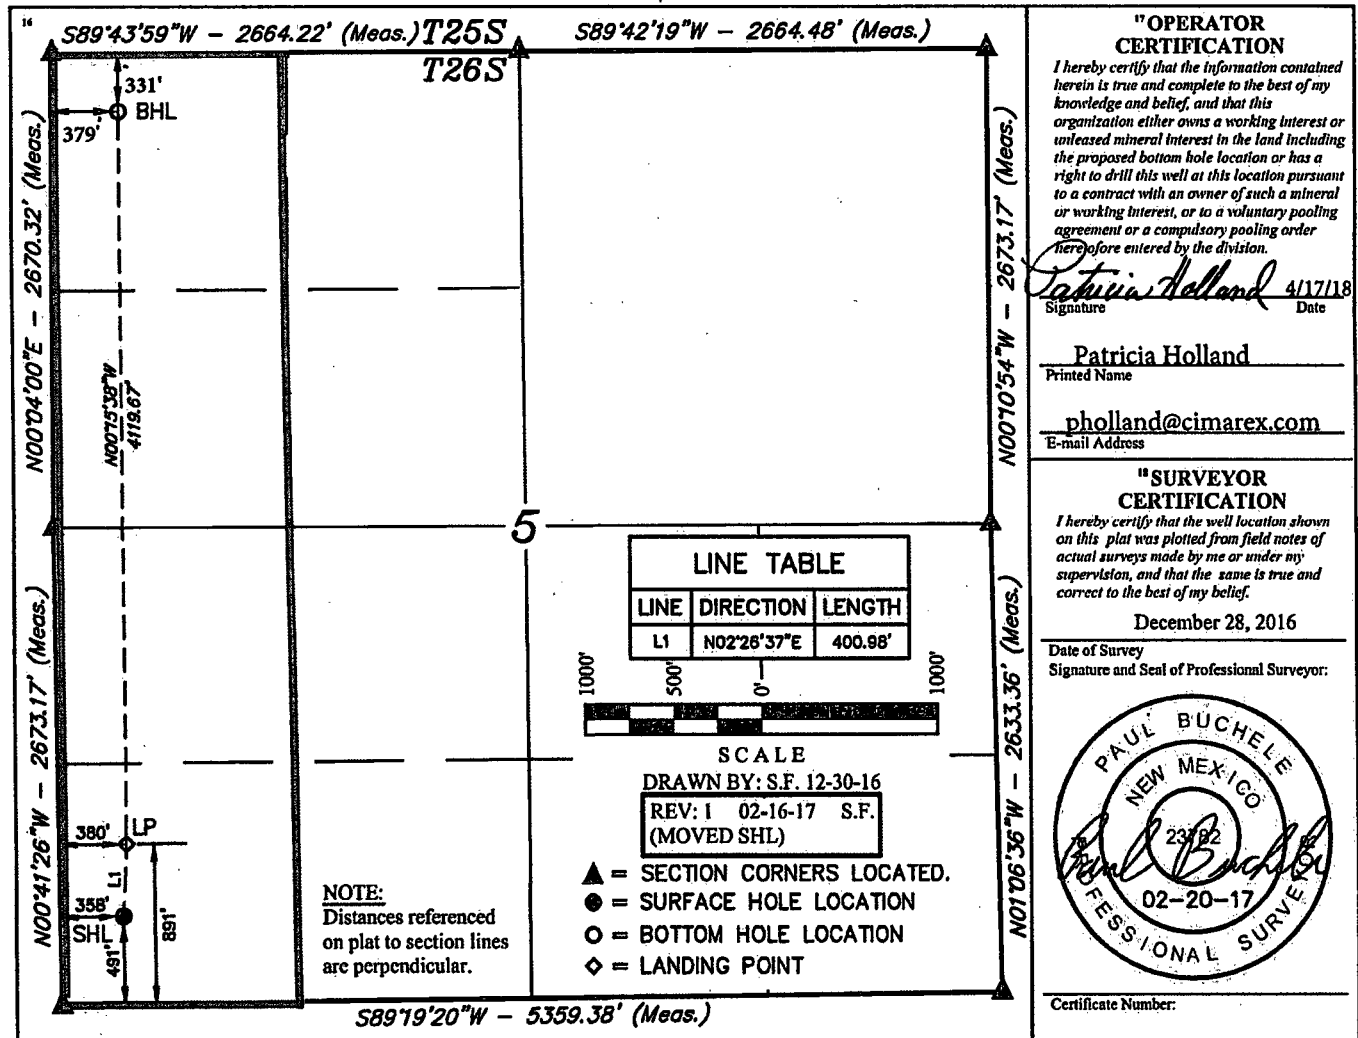 16
S89°43'59"W – 2664.22' (Meas.)
T25S
S89°42'19"W – 2664.48' (Meas.)
T26S
331'
BHL
379'
N00°04'00"E – 2670.32' (Meas.)
N00°15'38"W
4119.67'
N00°10'54"W – 2673.17' (Meas.)
5
LINE TABLE
LINE DIRECTION LENGTH
L1 N02°26'37"E 400.98'
1000' 500' 0' 1000'
SCALE
DRAWN BY: S.F. 12-30-16
REV: 1 02-16-17 S.F.
(MOVED SHL)
N00°41'26"W – 2673.17' (Meas.)
N01°06'36"W – 2633.36' (Meas.)
380'
LP
L1
358'
SHL
491'
891'
NOTE:
Distances referenced
on plat to section lines
are perpendicular.
= SECTION CORNERS LOCATED.
= SURFACE HOLE LOCATION
= BOTTOM HOLE LOCATION
= LANDING POINT
S89°19'20"W – 5359.38' (Meas.)
"OPERATOR
CERTIFICATION
I hereby certify that the information contained
herein is true and complete to the best of my
knowledge and belief, and that this
organization either owns a working interest or
unleased mineral interest in the land including
the proposed bottom hole location or has a
right to drill this well at this location pursuant
to a contract with an owner of such a mineral
or working interest, or to a voluntary pooling
agreement or a compulsory pooling order
heretofore entered by the division.
Patricia Holland 4/17/18
Signature Date
Patricia Holland
Printed Name
pholland@cimarex.com
E-mail Address
18SURVEYOR
CERTIFICATION
I hereby certify that the well location shown
on this plat was plotted from field notes of
actual surveys made by me or under my
supervision, and that the same is true and
correct to the best of my belief.
December 28, 2016
Date of Survey
Signature and Seal of Professional Surveyor:
PAUL BUCHELE
NEW MEXICO
23782
Paul Buchele
02-20-17
PROFESSIONAL SURVEYOR
Certificate Number: